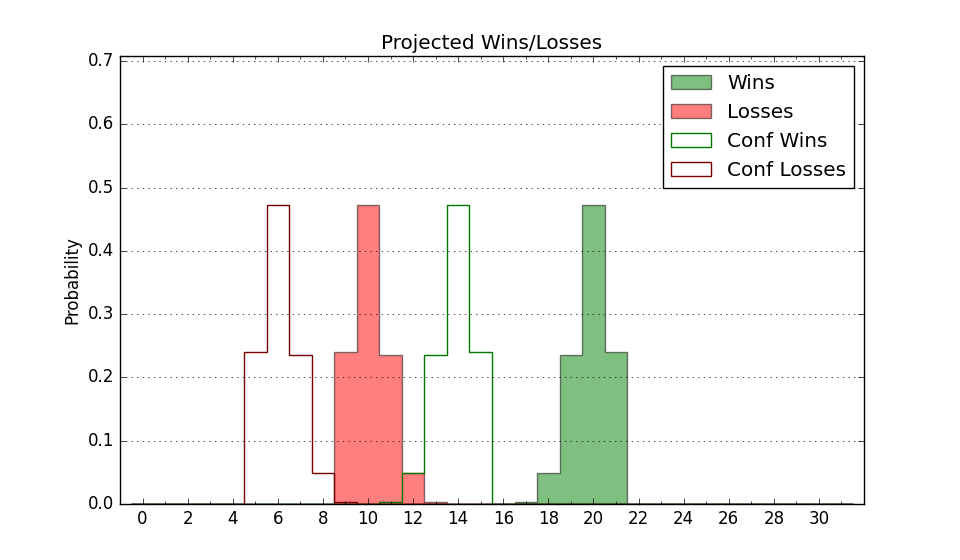 Projected Wins/Losses
Probability
0.7
0.6
0.5
0.4
0.3
0.2
0.1
0.0
Wins
Losses
Conf Wins
Conf Losses
0 2 4 6 8 10 12 14 16 18 20 22 24 26 28 30